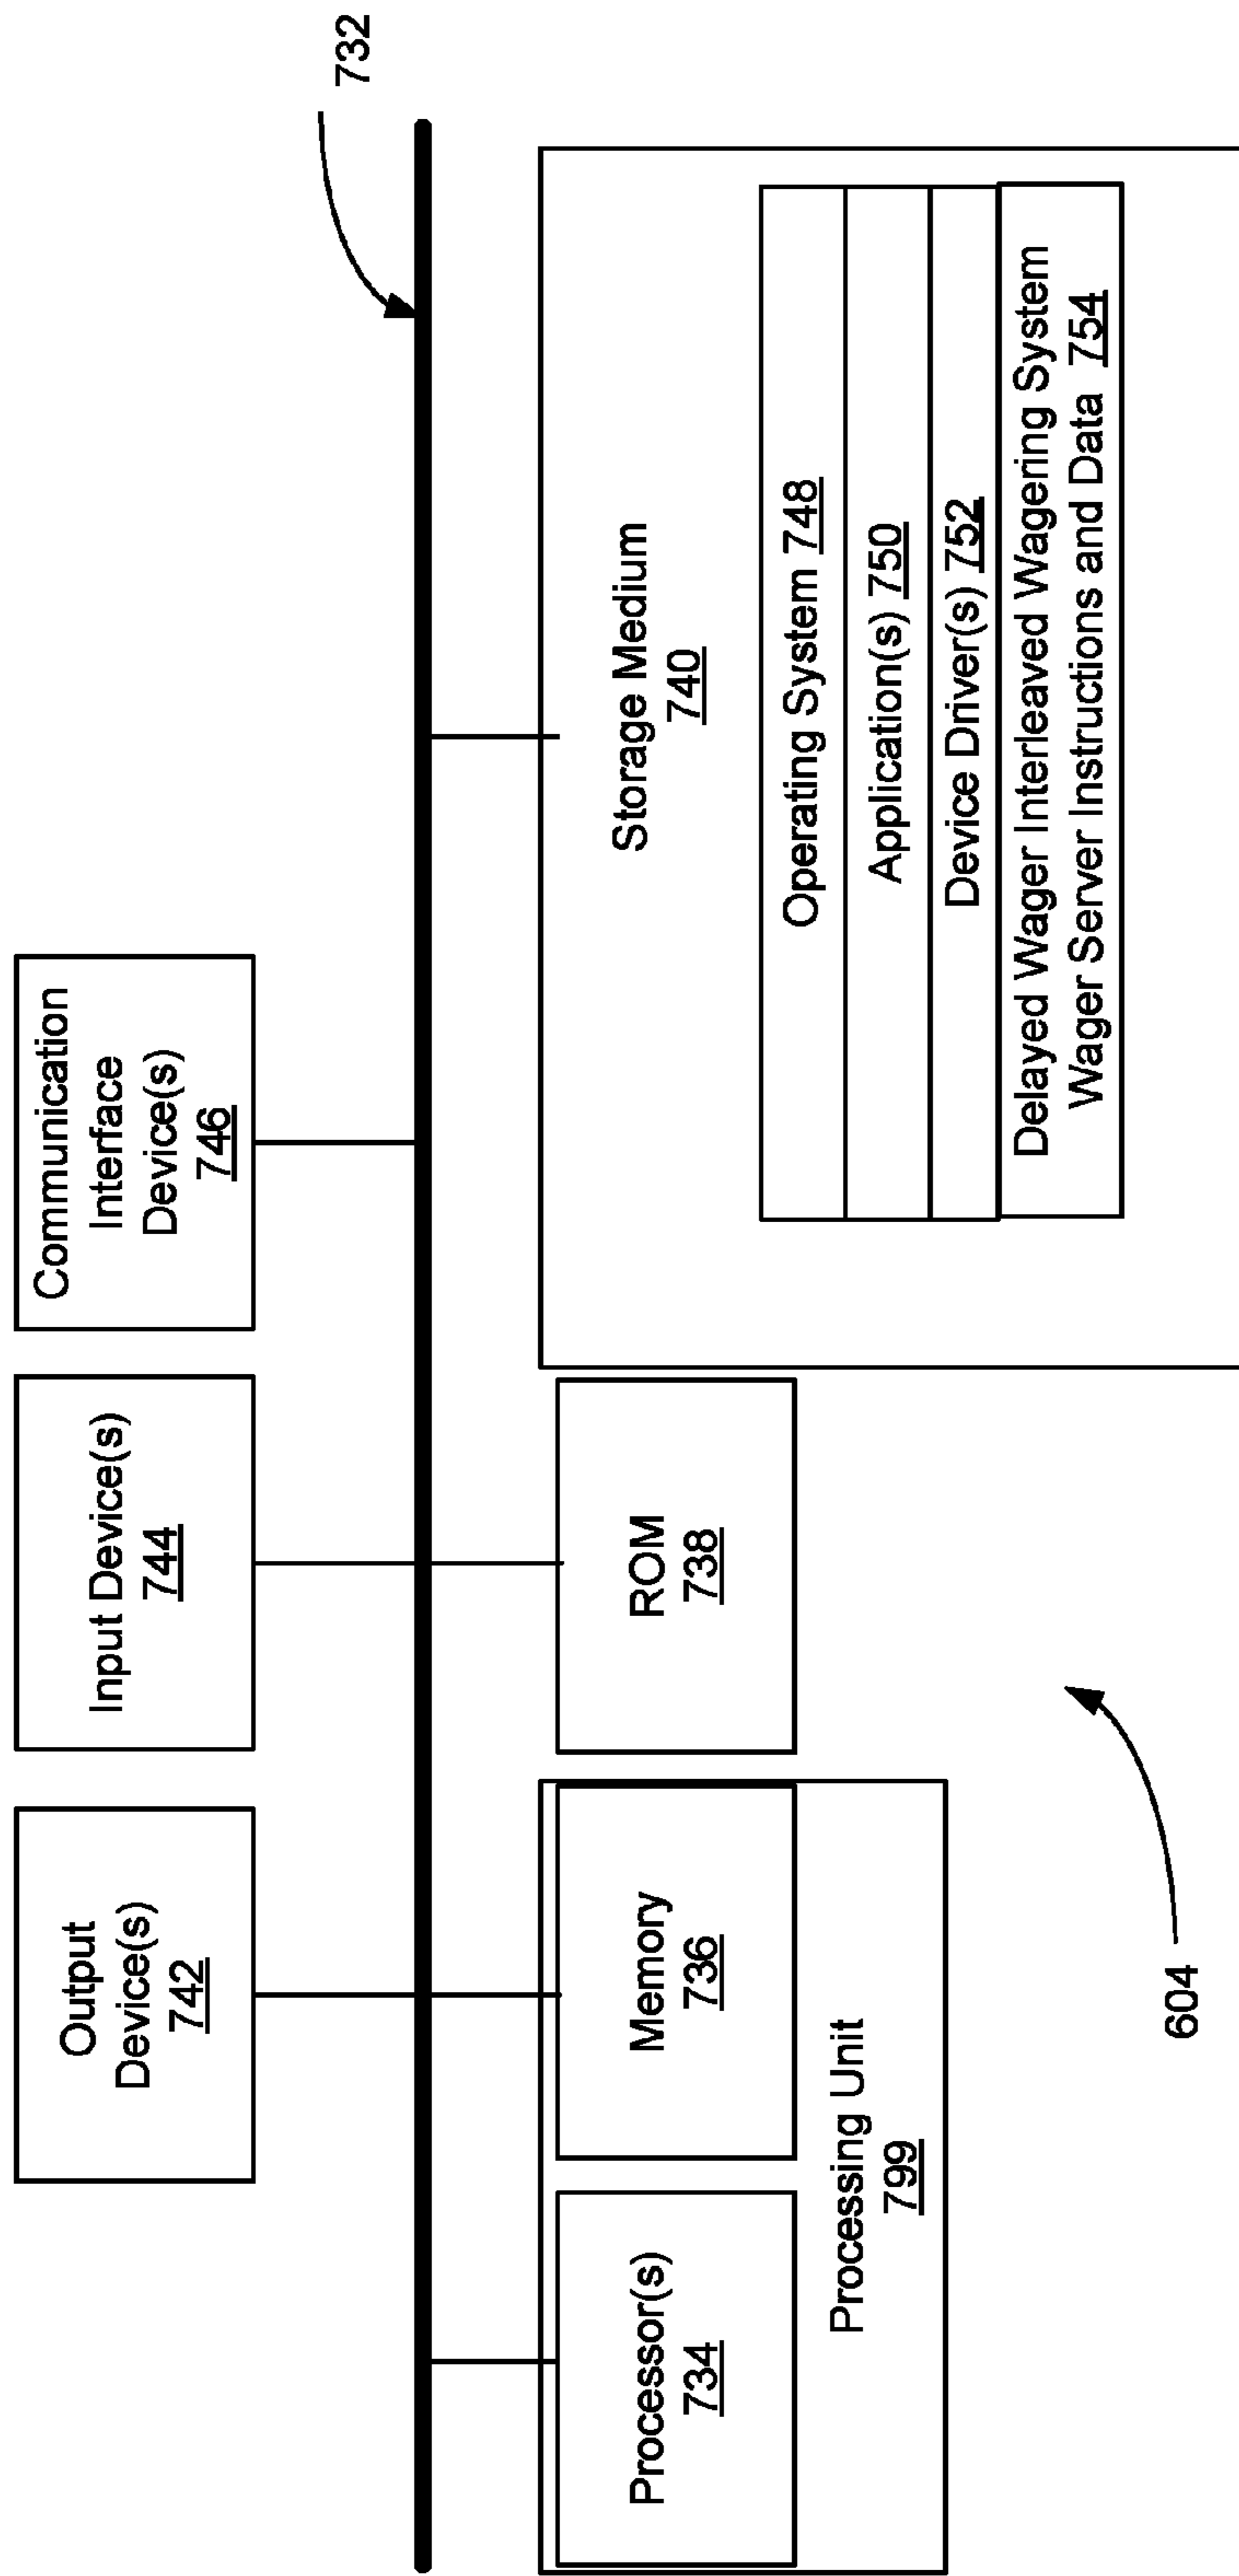 Output
Device(s)
742
Input Device(s)
744
Communication
Interface
Device(s)
746
732
Processor(s)
734
Memory
736
Processing Unit
799
ROM
738
Storage Medium
740
Operating System 748
Application(s) 750
Device Driver(s) 752
Delayed Wager Interleaved Wagering System
Wager Server Instructions and Data 754
604